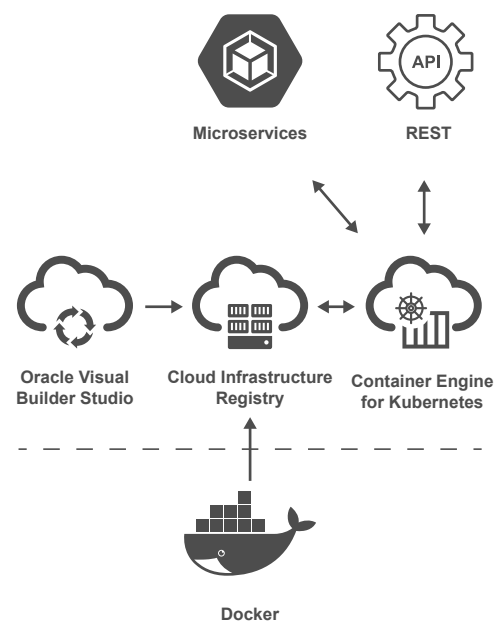 API
Microservices
REST
Oracle Visual
Builder Studio
Cloud Infrastructure
Registry
Container Engine
for Kubernetes
Docker